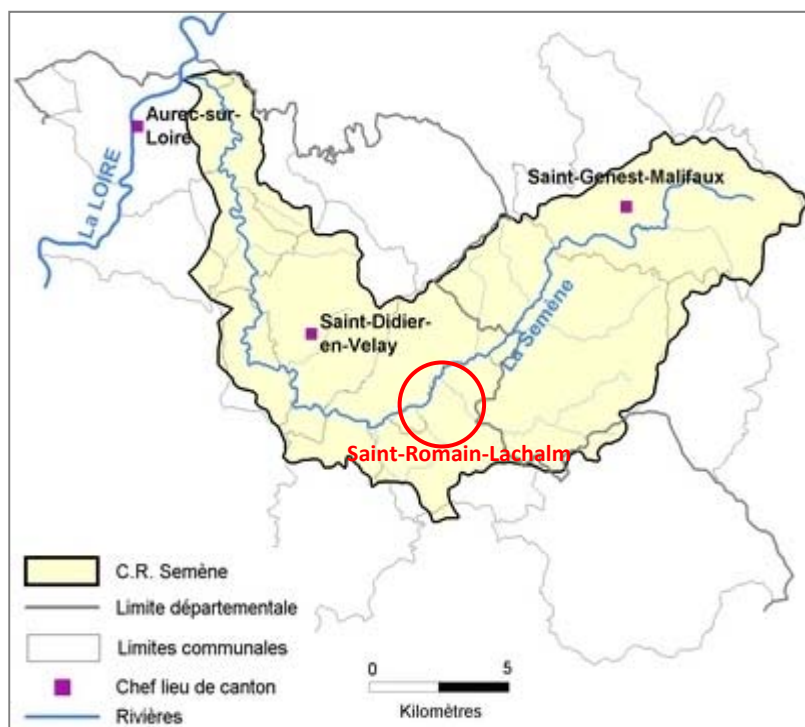 Aurec-sur-
Loire
La LOIRE
Saint-Genest-Malifaux
Saint-Didier-
en-Velay
La Semène
Saint-Romain-Lachalm
C.R. Semène
Limite départementale
Limites communales
Chef lieu de canton
Rivières
0 5
Kilomètres